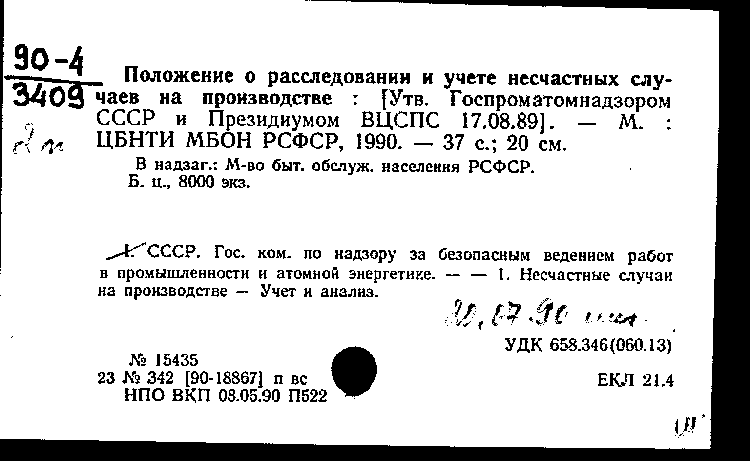 90-4
3409
Положение о расследовании и учете несчастных слу-
чаев на производстве : [Утв. Госпроматомнадзором
СССР и Президиумом ВЦСПС 17.08.89]. — М. :
ЦБНТИ МБОН РСФСР, 1990. — 37 с.; 20 см.
В надзаг.: М-во быт. обслуж. населения РСФСР.
Б. ц., 8000 экз.
1. СССР. Гос. ком. по надзору за безопасным ведением работ
в промышленности и атомной энергетике. — — 1. Несчастные случаи
на производстве — Учет и анализ.
УДК 658.346(060.13)
№ 15435
23 № 342 [90-18867] п вс
ЕКЛ 21.4
НПО ВКП 08.05.90 П522